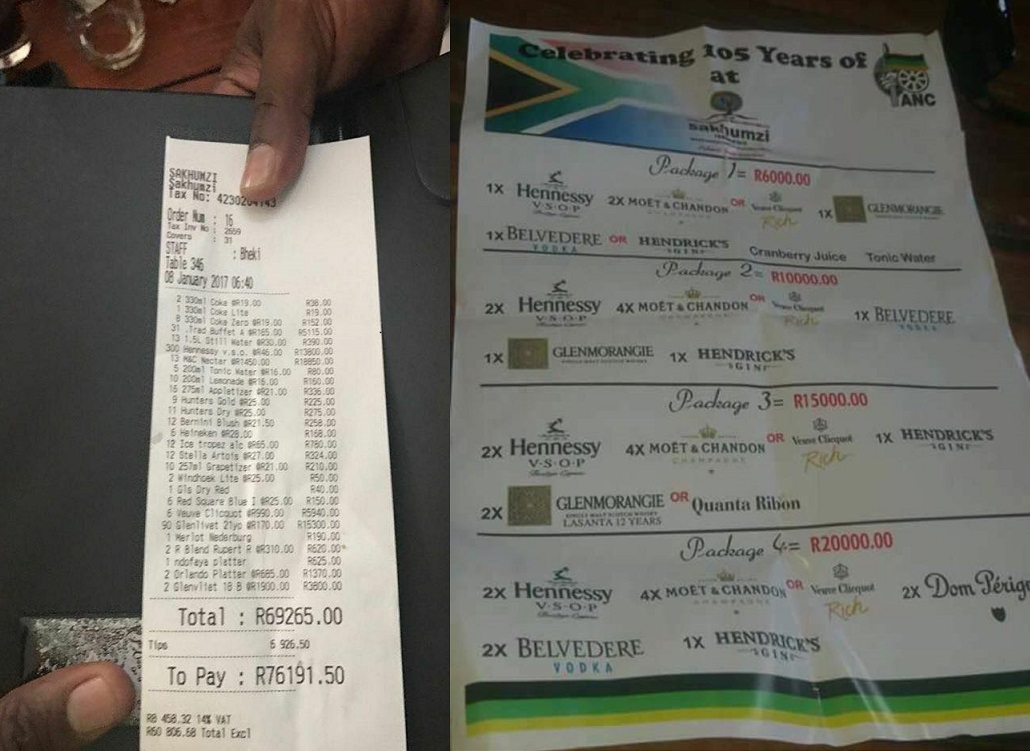 SAKHUMZI
Sakhumzi
Tax No: 4230204143
Order Num : 16
Tax Inv No : 2659
Covers : 31
STAFF : Bheki
Table 346
08 January 2017 06:40
2 330ml Coke @R19.00 R38.00
1 330ml Coke Lite R19.00
8 330ml Coke Zero @R19.00 R152.00
31 .Trad Buffet A @R165.00 R5115.00
13 1.5L Still Water @R30.00 R390.00
300 Hennessy v.s.o. @R46.00 R13800.00
13 M&C Nectar @R1450.00 R18850.00
5 200ml Tonic Water @R16.00 R80.00
10 200ml Lemonade @R16.00 R160.00
16 275ml Appletizer @R21.00 R336.00
9 Hunters Gold @R25.00 R225.00
11 Hunters Dry @R25.00 R275.00
12 Bernini Blush @R21.50 R258.00
6 Heineken @R28.00 R168.00
12 Ice tropez alc @R65.00 R780.00
12 Stella Artois @R27.00 R324.00
10 257ml Grapetizer @R21.00 R210.00
2 Windhoek Lite @R25.00 R50.00
1 Gls Dry Red R40.00
6 Red Square Blue I @R25.00 R150.00
6 Veuve Clicquot @R990.00 R5940.00
90 Glenlivet 21yo @R170.00 R15300.00
1 Merlot Nederburg R190.00
2 R Blend Rupert R @R310.00 R620.00
1 ndofaya platter R625.00
2 Orlando Platter @R685.00 R1370.00
2 Glenvliet 18 B @R1900.00 R3800.00
Total : R69265.00
Tips 6 926.50
To Pay : R76191.50
R8 458.32 14% VAT
R60 806.68 Total Excl
Celebrating 105 Years of
ANC
at
sakhumzi
Package 1= R6000.00
1X Hennessy V·S·O·P 2X MOËT & CHANDON OR Veuve Clicquot Rich 1X GLENMORANGIE
1X BELVEDERE VODKA OR HENDRICK'S GIN Cranberry Juice Tonic Water
Package 2= R10000.00
2X Hennessy V·S·O·P 4X MOËT & CHANDON OR Veuve Clicquot Rich 1X BELVEDERE VODKA
1X GLENMORANGIE 1X HENDRICK'S GIN
Package 3= R15000.00
2X Hennessy V·S·O·P 4X MOËT & CHANDON CHAMPAGNE OR Veuve Clicquot Rich 1X HENDRICK'S GIN
2X GLENMORANGIE LASANTA 12 YEARS OR Quanta Ribon
Package 4= R20000.00
2X Hennessy V·S·O·P 4X MOËT & CHANDON CHAMPAGNE OR Veuve Clicquot Rich 2X Dom Périg
2X BELVEDERE VODKA 1X HENDRICK'S GIN